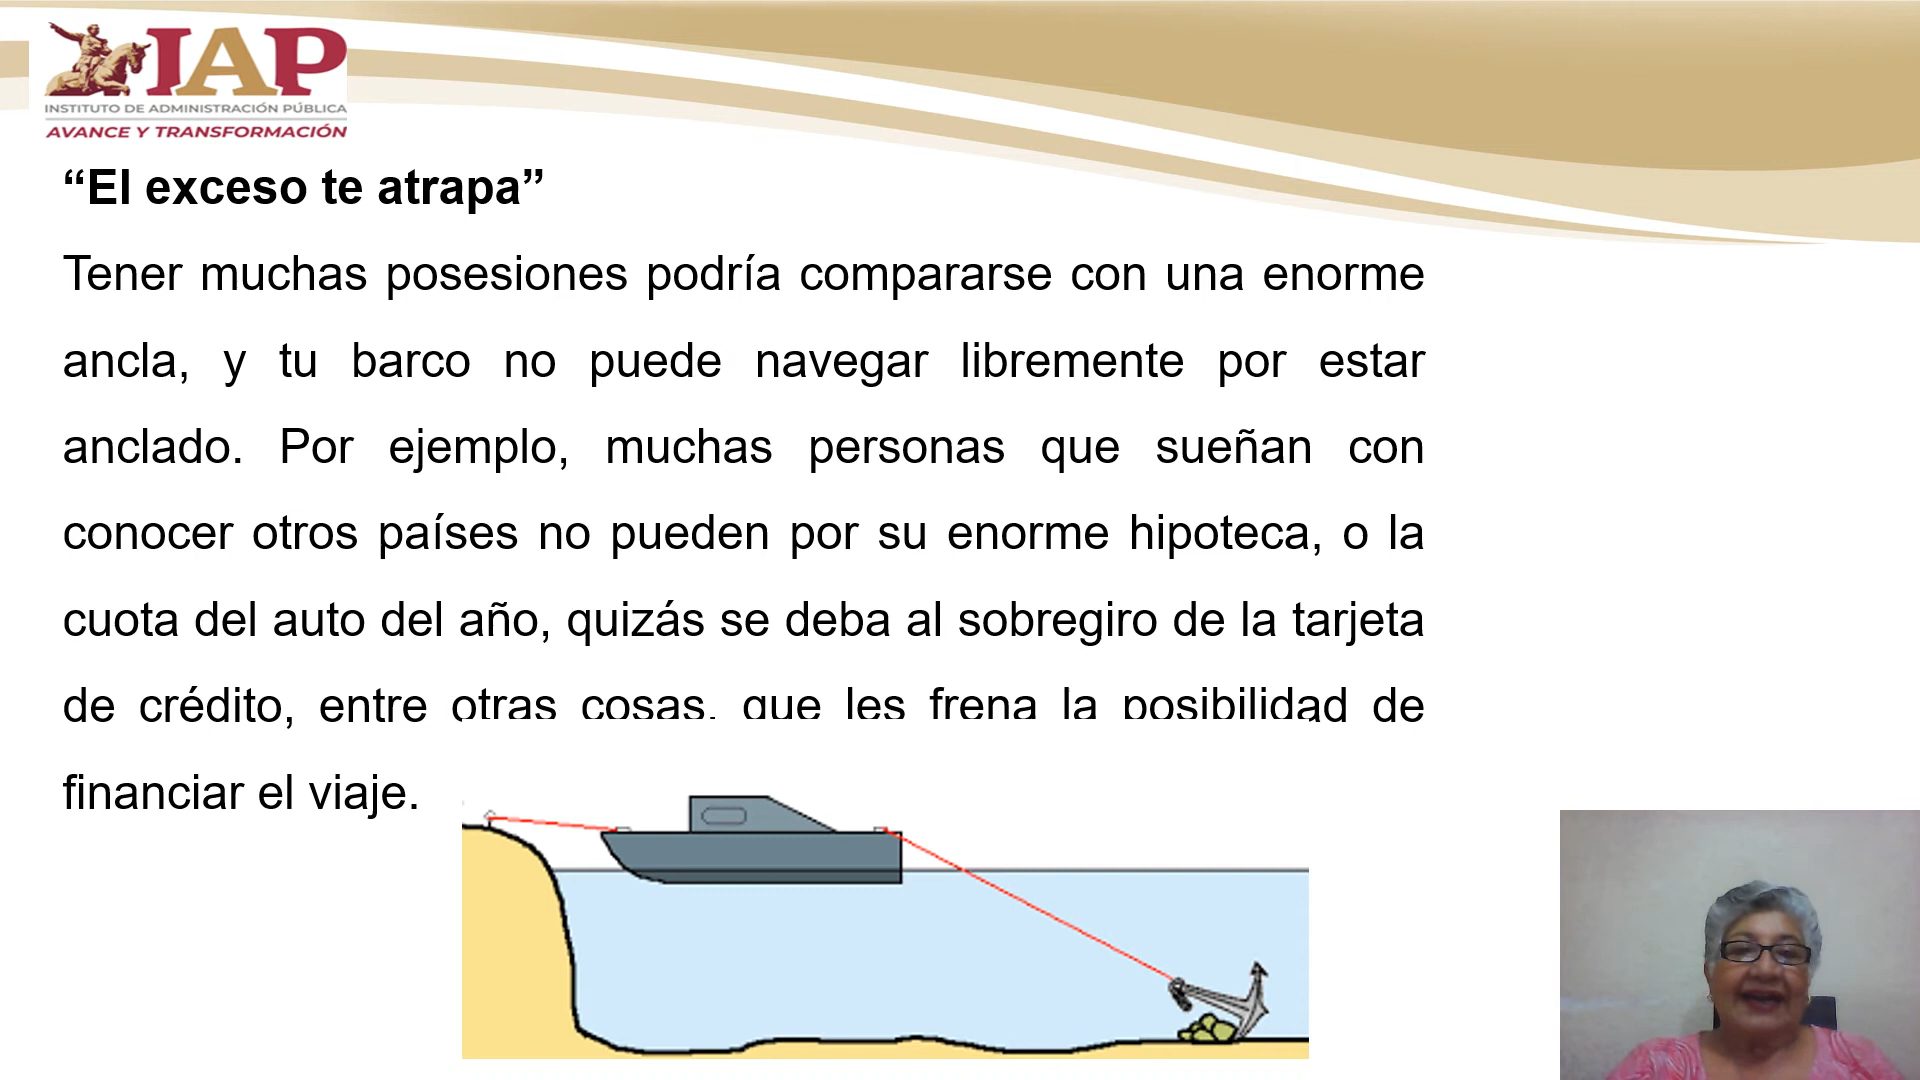 IAP
INSTITUTO DE ADMINISTRACIÓN PÚBLICA
AVANCE Y TRANSFORMACIÓN
“El exceso te atrapa”
Tener muchas posesiones podría compararse con una enorme
ancla, y tu barco no puede navegar libremente por estar
anclado. Por ejemplo, muchas personas que sueñan con
conocer otros países no pueden por su enorme hipoteca, o la
cuota del auto del año, quizás se deba al sobregiro de la tarjeta
de crédito, entre otras cosas, que les frena la posibilidad de
financiar el viaje.